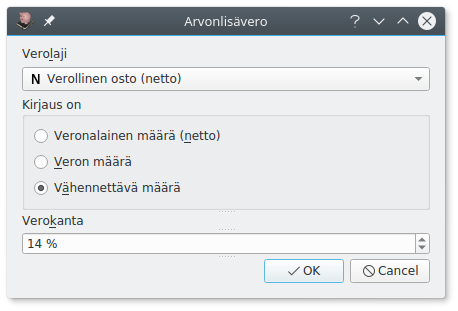 Arvonlisävero
Verolaji
N Verollinen osto (netto)
Kirjaus on
Veronalainen määrä (netto)
Veron määrä
Vähennettävä määrä
Verokanta
14 %
OK Cancel